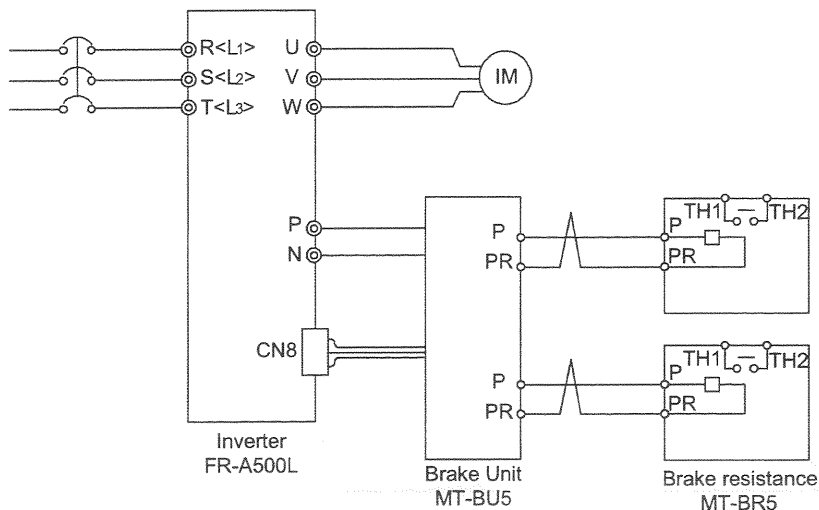 R<L1>
U
S<L2>
V
IM
T<L3>
W
P
N
CN8
Inverter
FR-A500L
P
PR
P
PR
Brake Unit
MT-BU5
TH1
TH2
P
PR
TH1
TH2
P
PR
Brake resistance
MT-BR5